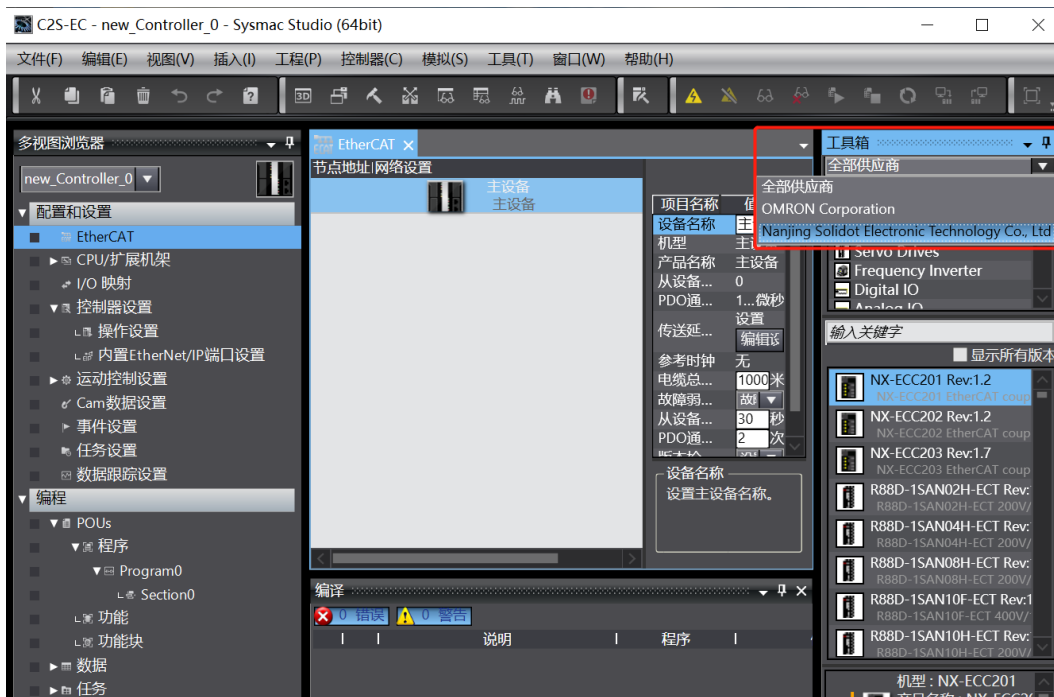 C2S-EC - new_Controller_0 - Sysmac Studio (64bit)
文件(F) 编辑(E) 视图(V) 插入(I) 工程(P) 控制器(C) 模拟(S) 工具(T) 窗口(W) 帮助(H)
3D
多视图浏览器
new_Controller_0
配置和设置
EtherCAT
CPU/扩展机架
I/O 映射
控制器设置
操作设置
内置EtherNet/IP端口设置
运动控制设置
Cam数据设置
事件设置
任务设置
数据跟踪设置
编程
POUs
程序
Program0
Section0
功能
功能块
数据
任务
EtherCAT
节点地址|网络设置
主设备
主设备
项目名称
设备名称 主
机型 主设备
产品名称 主设备
从设备... 0
PDO通... 1...微秒
传送延... 设置
编辑设
参考时钟 无
电缆总... 1000 米
故障弱...
从设备... 30 秒
PDO通... 2 次
设备名称
设置主设备名称。
编译
0 错误 0 警告
说明 程序
工具箱
全部供应商
全部供应商
OMRON Corporation
Nanjing Solidot Electronic Technology Co., Ltd
Servo Drives
Frequency Inverter
Digital IO
Analog IO
输入关键字
显示所有版本
NX-ECC201 Rev:1.2
NX-ECC201 EtherCAT coup
NX-ECC202 Rev:1.2
NX-ECC202 EtherCAT coup
NX-ECC203 Rev:1.7
NX-ECC203 EtherCAT coup
R88D-1SAN02H-ECT Rev:
R88D-1SAN02H-ECT 200V/
R88D-1SAN04H-ECT Rev:
R88D-1SAN04H-ECT 200V/
R88D-1SAN08H-ECT Rev:
R88D-1SAN08H-ECT 200V/
R88D-1SAN10F-ECT Rev:1
R88D-1SAN10F-ECT 400V/
R88D-1SAN10H-ECT Rev:
R88D-1SAN10H-ECT 200V/
机型 : NX-ECC201